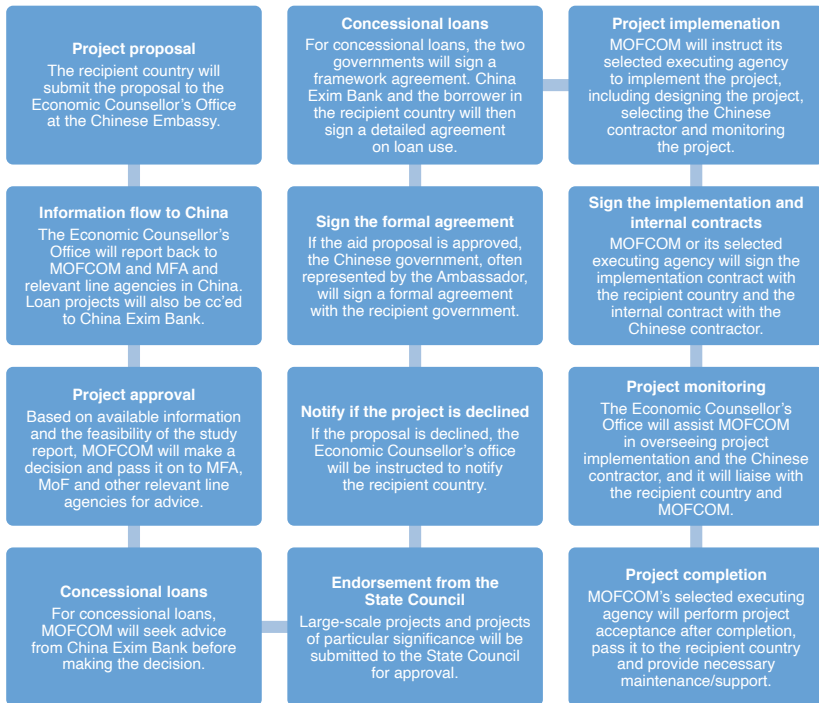 Project proposal
The recipient country will
submit the proposal to the
Economic Counsellor's Office
at the Chinese Embassy.
Information flow to China
The Economic Counsellor's
Office will report back to
MOFCOM and MFA and
relevant line agencies in China.
Loan projects will also be cc'ed
to China Exim Bank.
Project approval
Based on available information
and the feasibility of the study
report, MOFCOM will make a
decision and pass it on to MFA,
MoF and other relevant line
agencies for advice.
Concessional loans
For concessional loans,
MOFCOM will seek advice
from China Exim Bank before
making the decision.
Endorsement from the
State Council
Large-scale projects and projects
of particular significance will be
submitted to the State Council
for approval.
Notify if the project is declined
If the proposal is declined, the
Economic Counsellor's office
will be instructed to notify
the recipient country.
Sign the formal agreement
If the aid proposal is approved,
the Chinese government, often
represented by the Ambassador,
will sign a formal agreement
with the recipient government.
Concessional loans
For concessional loans, the two
governments will sign a
framework agreement. China
Exim Bank and the borrower in
the recipient country will then
sign a detailed agreement
on loan use.
Project implemenation
MOFCOM will instruct its
selected executing agency
to implement the project,
including designing the project,
selecting the Chinese
contractor and monitoring
the project.
Sign the implementation and
internal contracts
MOFCOM or its selected
executing agency will sign the
implementation contract with
the recipient country and the
internal contract with the
Chinese contractor.
Project monitoring
The Economic Counsellor's
Office will assist MOFCOM
in overseeing project
implementation and the Chinese
contractor, and it will liaise with
the recipient country and
MOFCOM.
Project completion
MOFCOM's selected executing
agency will perform project
acceptance after completion,
pass it to the recipient country
and provide necessary
maintenance/support.